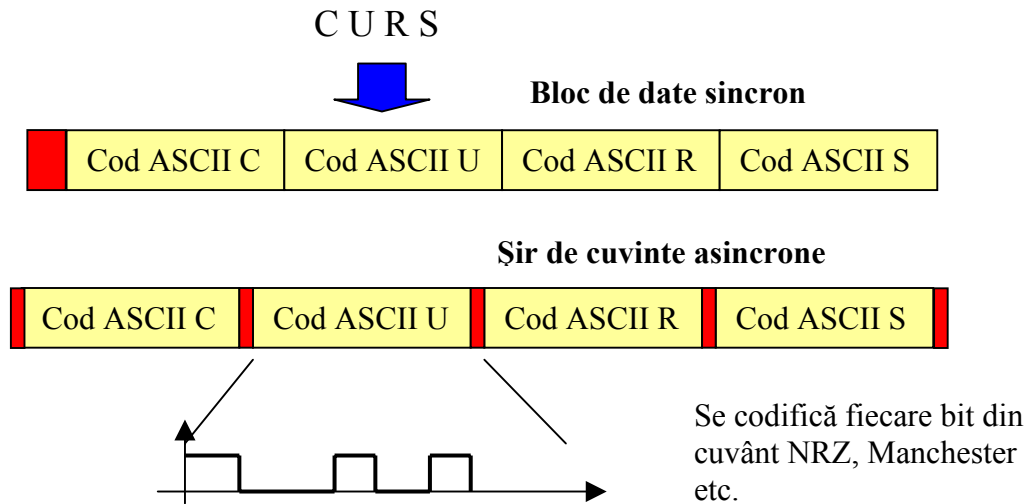 C U R S
Bloc de date sincron
Cod ASCII C Cod ASCII U Cod ASCII R Cod ASCII S
Şir de cuvinte asincrone
Cod ASCII C Cod ASCII U Cod ASCII R Cod ASCII S
Se codifică fiecare bit din
cuvânt NRZ, Manchester
etc.